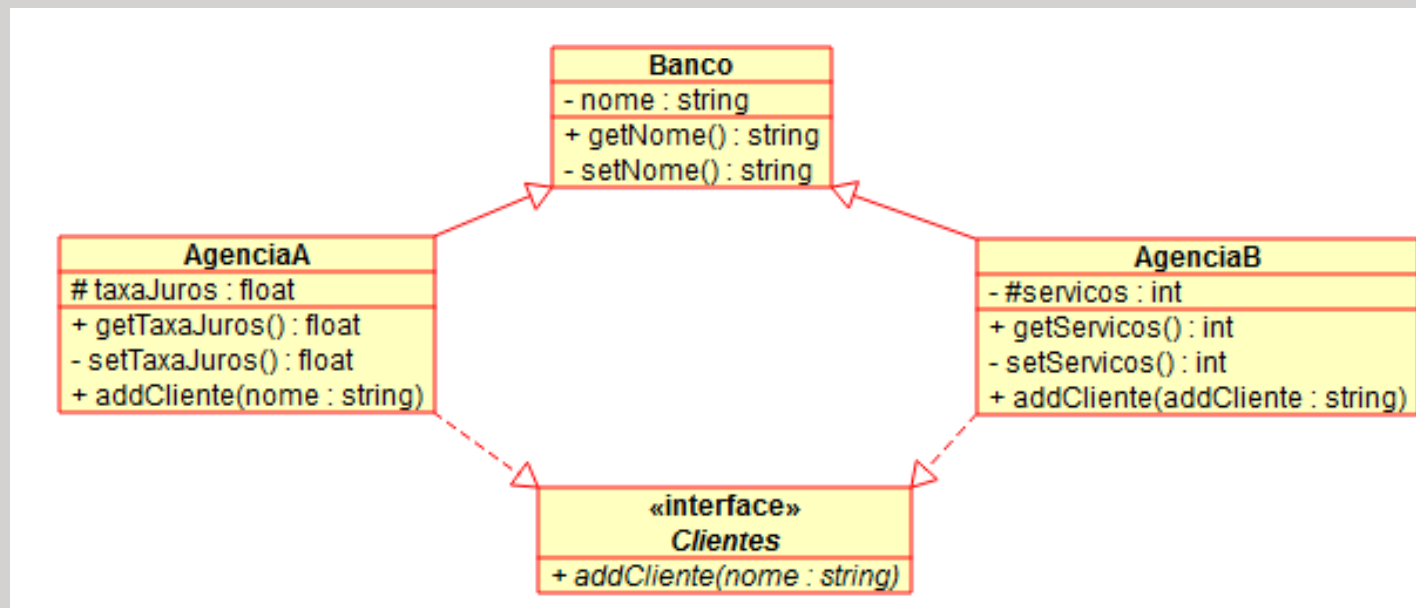 Banco
- nome : string
+ getNome() : string
- setNome() : string
AgenciaA
# taxaJuros : float
+ getTaxaJuros() : float
- setTaxaJuros() : float
+ addCliente(nome : string)
AgenciaB
- #servicos : int
+ getServicos() : int
- setServicos() : int
+ addCliente(addCliente : string)
«interface»
Clientes
+ addCliente(nome : string)